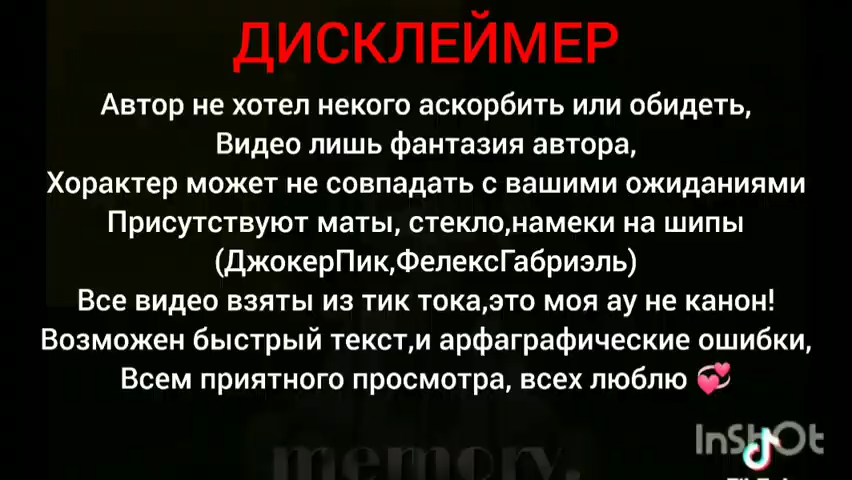 ДИСКЛЕЙМЕР
Автор не хотел некого аскорбить или обидеть,
Видео лишь фантазия автора,
Хорактер может не совпадать с вашими ожиданиями
Присутствуют маты, стекло,намеки на шипы
(ДжокерПик,ФелексГабриэль)
Все видео взяты из тик тока,это моя ау не канон!
Возможен быстрый текст,и арфаграфические ошибки,
Всем приятного просмотра, всех люблю 💞
InShOt
memory.